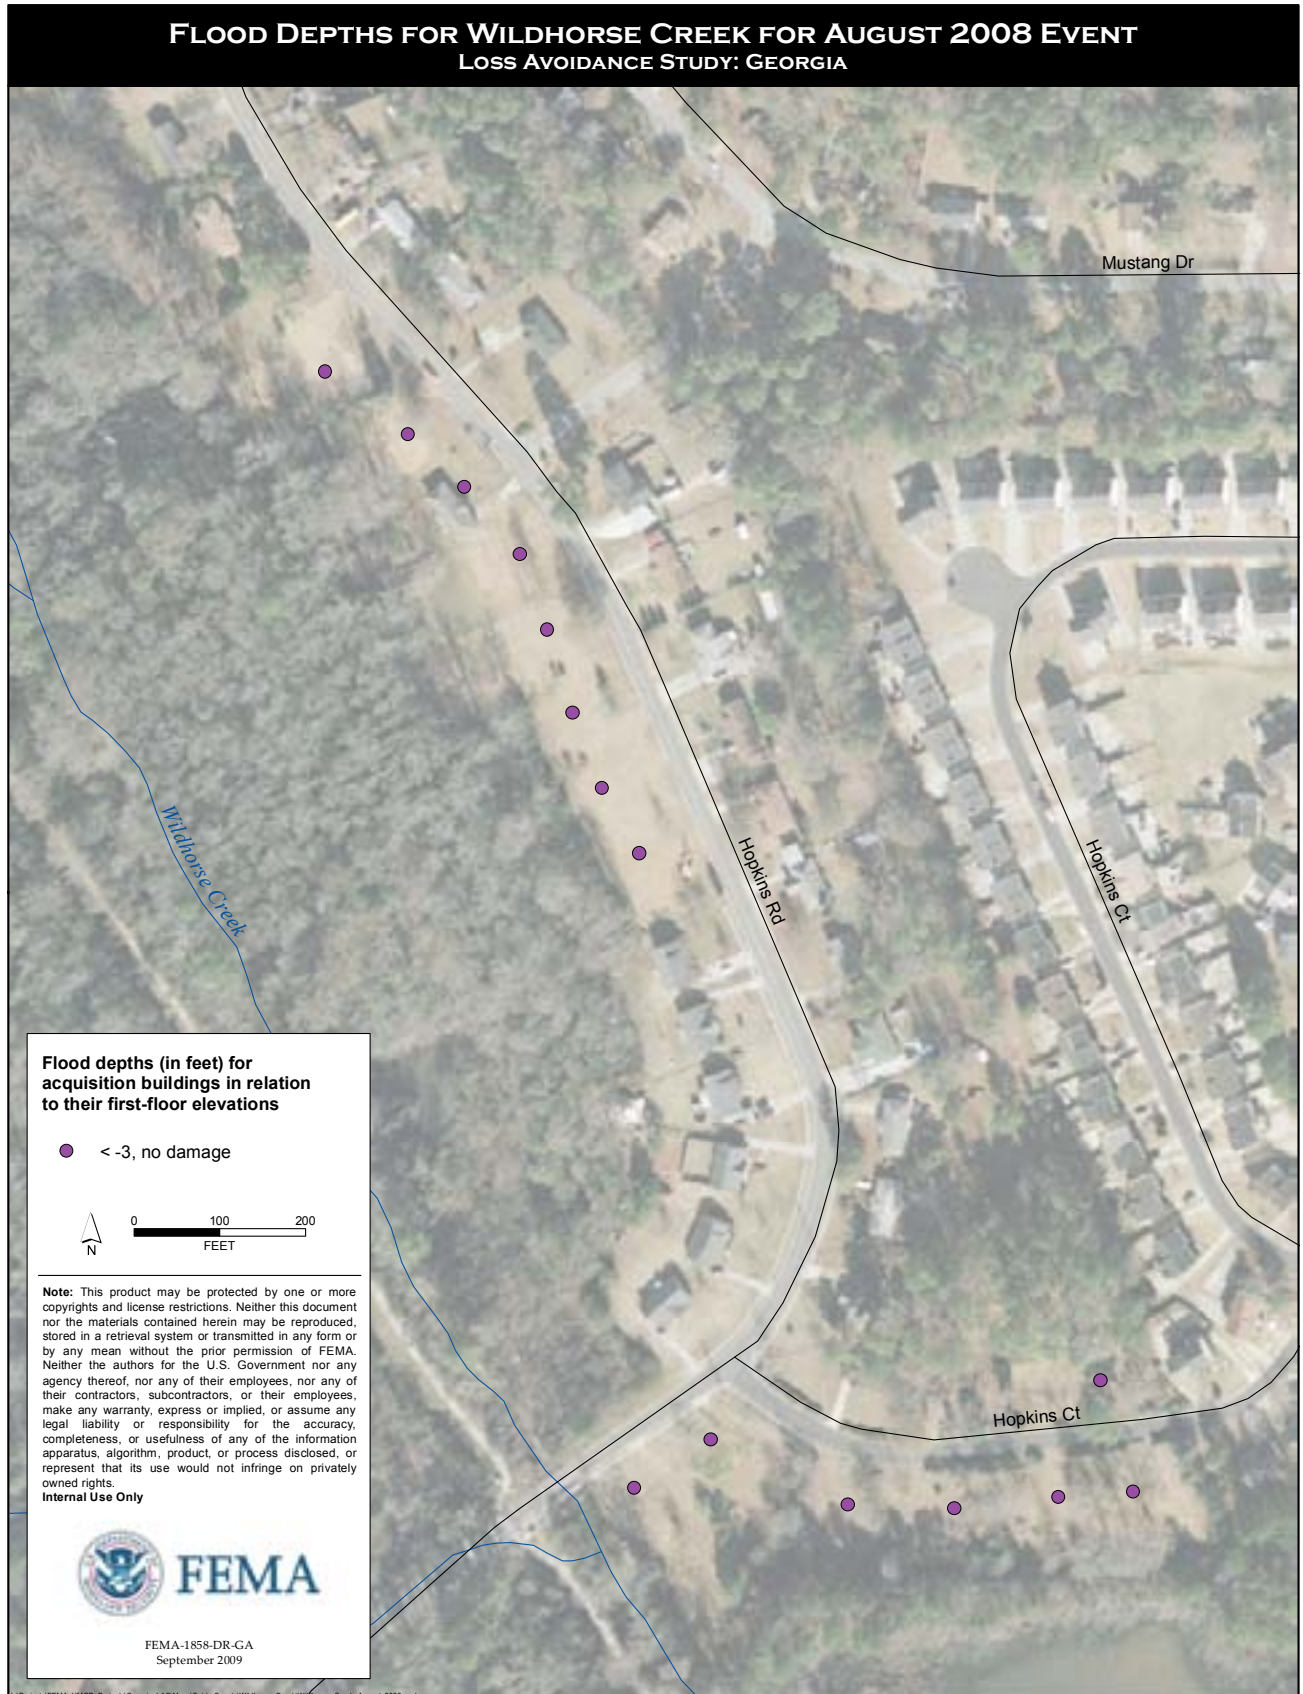 FLOOD DEPTHS FOR WILDHORSE CREEK FOR AUGUST 2008 EVENT
LOSS AVOIDANCE STUDY: GEORGIA
Mustang Dr
Hopkins Rd
Hopkins Ct
Wildhorse Creek
Hopkins Ct
Flood depths (in feet) for
acquisition buildings in relation
to their first-floor elevations
< -3, no damage
0 100 200
FEET
N
Note: This product may be protected by one or more
copyrights and license restrictions. Neither this document
nor the materials contained herein may be reproduced,
stored in a retrieval system or transmitted in any form or
by any mean without the prior permission of FEMA.
Neither the authors for the U.S. Government nor any
agency thereof, nor any of their employees, nor any of
their contractors, subcontractors, or their employees,
make any warranty, express or implied, or assume any
legal liability or responsibility for the accuracy,
completeness, or usefulness of any of the information
apparatus, algorithm, product, or process disclosed, or
represent that its use would not infringe on privately
owned rights.
Internal Use Only
FEMA
FEMA-1858-DR-GA
September 2009